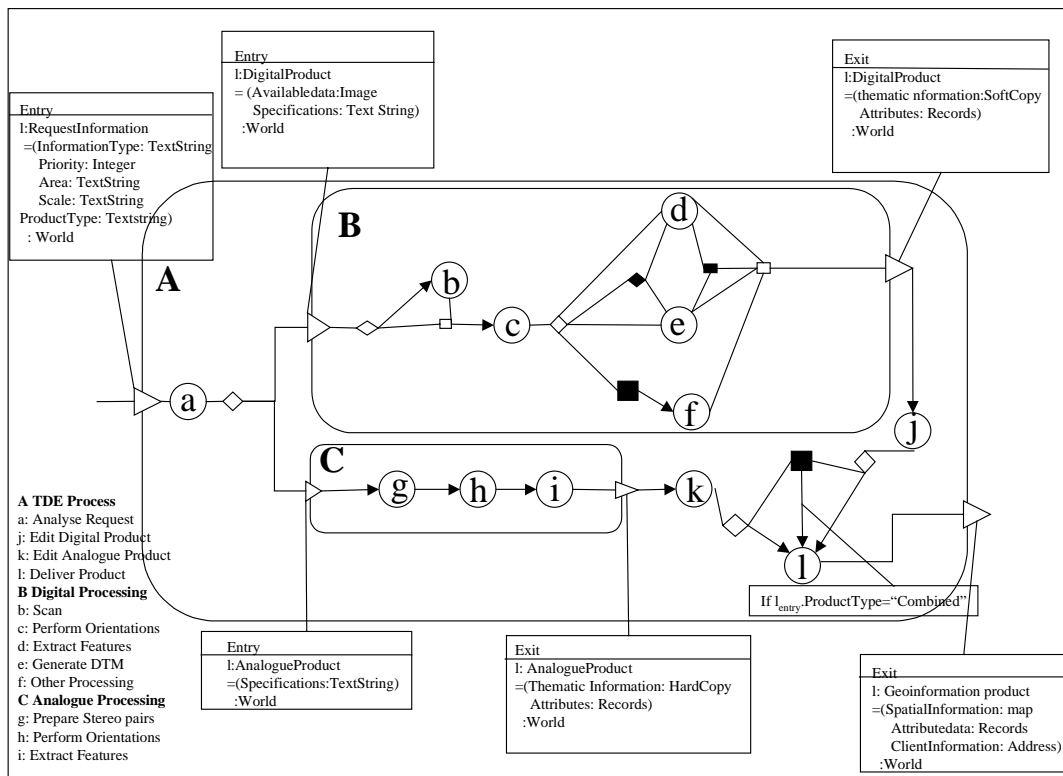 Entry
l:DigitalProduct
= (Availabledata:Image
Specifications: Text String)
:World
Exit
l:DigitalProduct
=(thematic nformation:SoftCopy
Attributes: Records)
:World
Entry
l:RequestInformation
=(InformationType: TextString
Priority: Integer
Area: TextString
Scale: TextString
ProductType: Textstring)
: World
A
B
d
b
c
e
a
f
j
C
g
h
i
k
l
If lentry.ProductType=“Combined”
A TDE Process
a: Analyse Request
j: Edit Digital Product
k: Edit Analogue Product
l: Deliver Product
B Digital Processing
b: Scan
c: Perform Orientations
d: Extract Features
e: Generate DTM
f: Other Processing
C Analogue Processing
g: Prepare Stereo pairs
h: Perform Orientations
i: Extract Features
Entry
l:AnalogueProduct
=(Specifications:TextString)
:World
Exit
l: AnalogueProduct
=(Thematic Information: HardCopy
Attributes: Records)
:World
Exit
l: Geoinformation product
=(SpatialInformation: map
Attributedata: Records
ClientInformation: Address)
:World